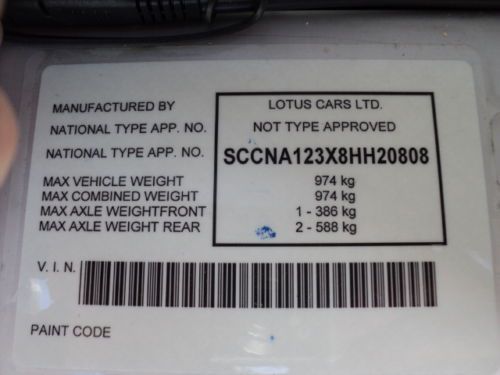 MANUFACTURED BY LOTUS CARS LTD.
NATIONAL TYPE APP. NO. NOT TYPE APPROVED
NATIONAL TYPE APP. NO. SCCNA123X8HH20808
MAX VEHICLE WEIGHT 974 kg
MAX COMBINED WEIGHT 974 kg
MAX AXLE WEIGHTFRONT 1 - 386 kg
MAX AXLE WEIGHT REAR 2 - 588 kg
V. I. N.
PAINT CODE